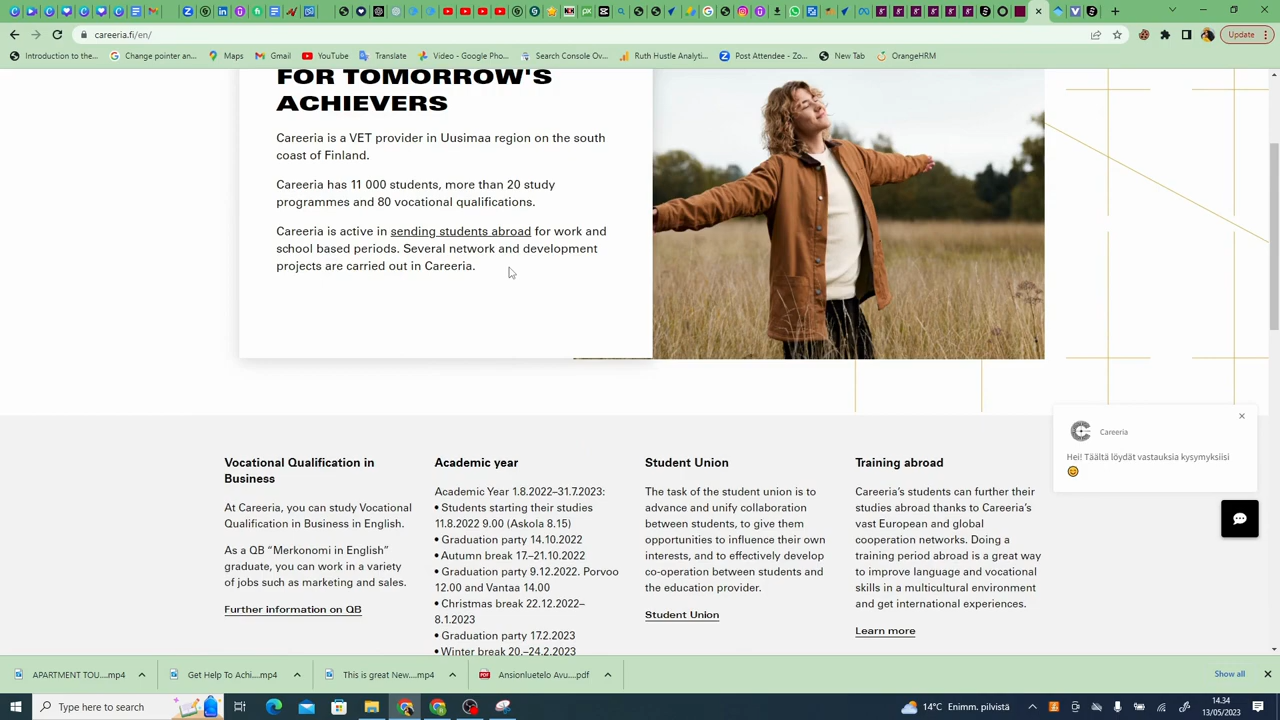 Update
careeria.fi/en/
Introduction to the...
Change pointer an...
Maps
Gmail
YouTube
Translate
Video - Google Pho...
Search Console Ov...
Ruth Hustle Analyti...
Post Attendee - Zo...
New Tab
OrangeHRM
FOR TOMORROW'S
ACHIEVERS
Careeria is a VET provider in Uusimaa region on the south
coast of Finland.
Careeria has 11 000 students, more than 20 study
programmes and 80 vocational qualifications.
Careeria is active in sending students abroad for work and
school based periods. Several network and development
projects are carried out in Careeria.
Careeria
Hei! Täältä löydät vastauksia kysymyksiisi
Vocational Qualification in
Business
At Careeria, you can study Vocational
Qualification in Business in English.
As a QB “Merkonomi in English”
graduate, you can work in a variety
of jobs such as marketing and sales.
Further information on QB
Academic year
Academic Year 1.8.2022–31.7.2023:
• Students starting their studies
11.8.2022 9.00 (Askola 8.15)
• Graduation party 14.10.2022
• Autumn break 17.–21.10.2022
• Graduation party 9.12.2022. Porvoo
12.00 and Vantaa 14.00
• Christmas break 22.12.2022–
8.1.2023
• Graduation party 17.2.2023
• Winter break 20.–24.2.2023
Student Union
The task of the student union is to
advance and unify collaboration
between students, to give them
opportunities to influence their own
interests, and to effectively develop
co-operation between students and
the education provider.
Student Union
Training abroad
Careeria’s students can further their
studies abroad thanks to Careeria’s
vast European and global
cooperation networks. Doing a
training period abroad is a great way
to improve language and vocational
skills in a multicultural environment
and get international experiences.
Learn more
APARTMENT TOU....mp4
Get Help To Achi....mp4
This is great New....mp4
Ansionluetelo Avu....pdf
Show all
Type here to search
14°C Enimm. pilvistä
14.34
13/05/2023